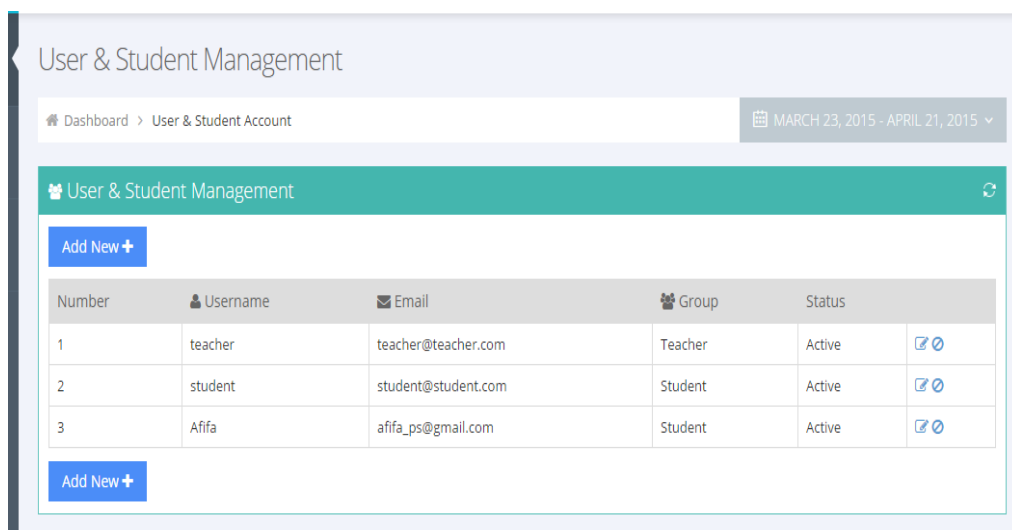 User & Student Management
Dashboard > User & Student Account
MARCH 23, 2015 - APRIL 21, 2015
User & Student Management
Add New +
Number Username Email Group Status
1 teacher teacher@teacher.com Teacher Active
2 student student@student.com Student Active
3 Afifa afifa_ps@gmail.com Student Active
Add New +